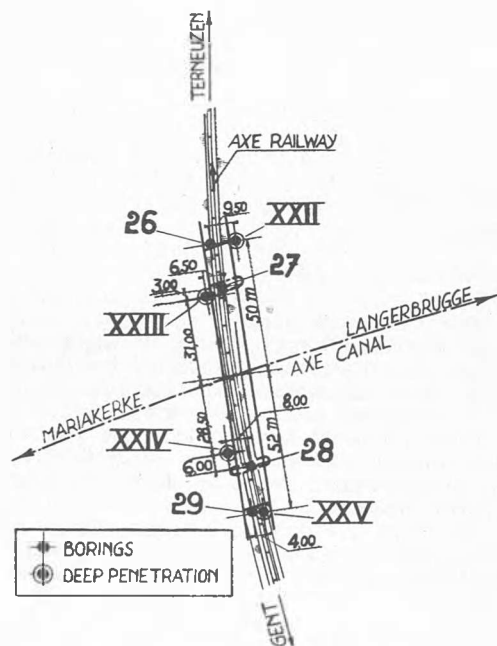 TERNEUZEN
AXE RAILWAY
9.50
26
XXII
6.50
27
3.00
XXIII
50 m
31.00
LANGERBRUGGE
AXE CANAL
MARIAKERKE
28.50
8.00
XXIV
6.00
28
52 m
29
XXV
4.00
BORINGS
DEEP PENETRATION
GENT